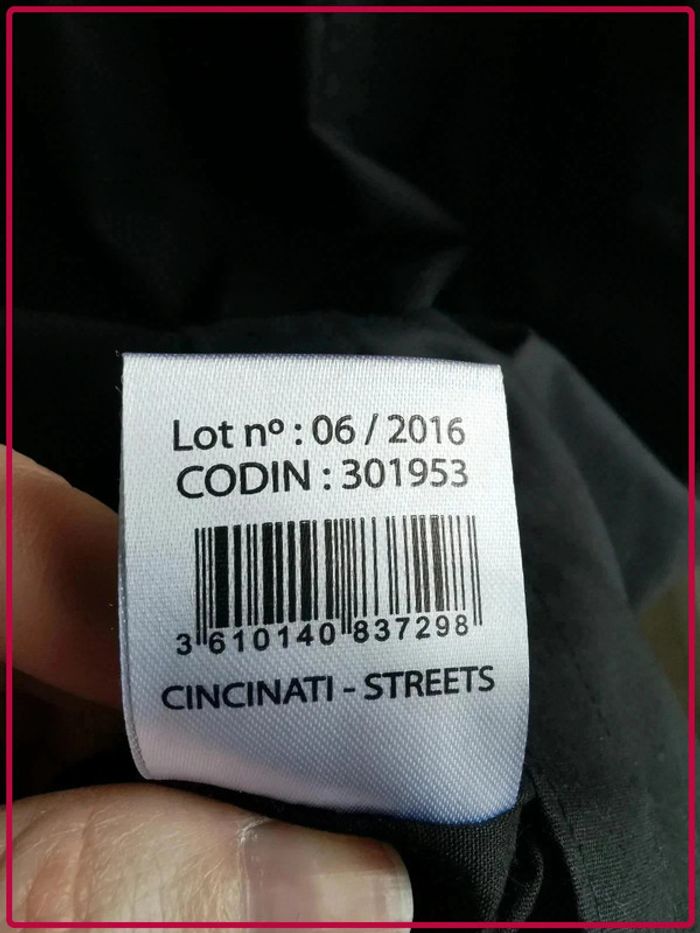 Lot nº : 06 / 2016
CODIN : 301953
3 610140 837298
CINCINATI - STREETS